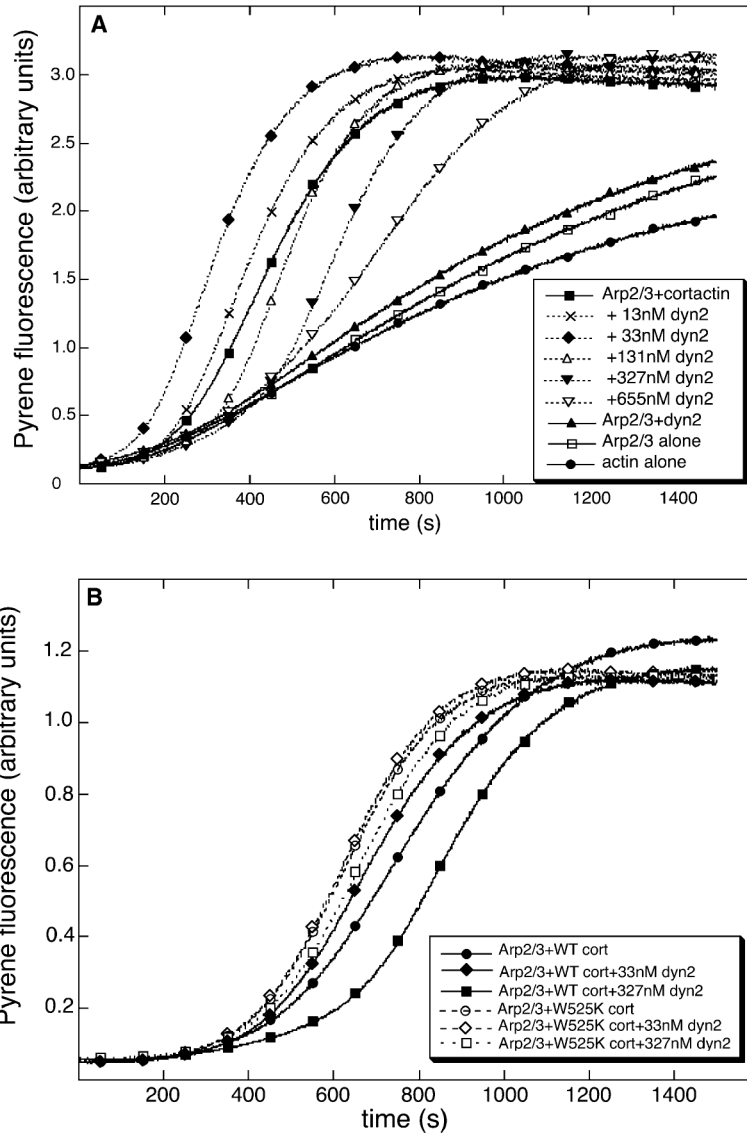 A
Pyrene fluorescence (arbitrary units)
3.0
2.5
2.0
1.5
1.0
0.5
0
200 400 600 800 1000 1200 1400
time (s)
Arp2/3+cortactin
+ 13nM dyn2
+ 33nM dyn2
+131nM dyn2
+327nM dyn2
+655nM dyn2
Arp2/3+dyn2
Arp2/3 alone
actin alone
B
Pyrene fluorescence (arbitrary units)
1.2
1.0
0.8
0.6
0.4
0.2
200 400 600 800 1000 1200 1400
time (s)
Arp2/3+WT cort
Arp2/3+WT cort+33nM dyn2
Arp2/3+WT cort+327nM dyn2
Arp2/3+W525K cort
Arp2/3+W525K cort+33nM dyn2
Arp2/3+W525K cort+327nM dyn2